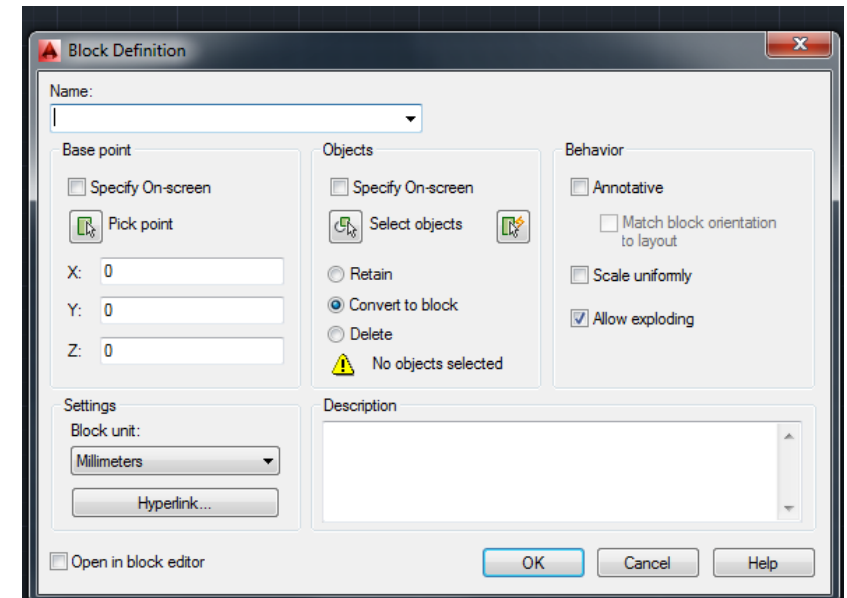 Block Definition
Name:
Base point
Specify On-screen
Pick point
X: 0
Y: 0
Z: 0
Objects
Specify On-screen
Select objects
Retain
Convert to block
Delete
No objects selected
Behavior
Annotative
Match block orientation
to layout
Scale uniformly
Allow exploding
Settings
Block unit:
Millimeters
Hyperlink...
Description
Open in block editor
OK Cancel Help